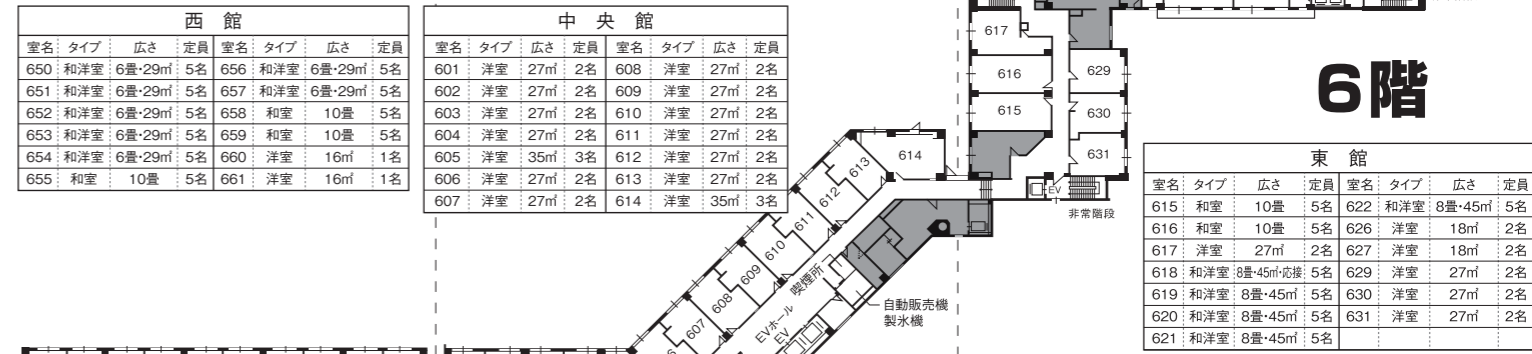 西 館
室名 タイプ 広さ 定員 室名 タイプ 広さ 定員
650 和洋室 6畳・29㎡ 5名 656 和洋室 6畳・29㎡ 5名
651 和洋室 6畳・29㎡ 5名 657 和洋室 6畳・29㎡ 5名
652 和洋室 6畳・29㎡ 5名 658 和室 10畳 5名
653 和洋室 6畳・29㎡ 5名 659 和室 10畳 5名
654 和洋室 6畳・29㎡ 5名 660 洋室 16㎡ 1名
655 和室 10畳 5名 661 洋室 16㎡ 1名
中 央 館
室名 タイプ 広さ 定員 室名 タイプ 広さ 定員
601 洋室 27㎡ 2名 608 洋室 27㎡ 2名
602 洋室 27㎡ 2名 609 洋室 27㎡ 2名
603 洋室 27㎡ 2名 610 洋室 27㎡ 2名
604 洋室 27㎡ 2名 611 洋室 27㎡ 2名
605 洋室 35㎡ 3名 612 洋室 27㎡ 2名
606 洋室 27㎡ 2名 613 洋室 27㎡ 2名
607 洋室 27㎡ 2名 614 洋室 35㎡ 3名
617
616
615
629
630
631
EV
非常階段
614
613
612
611
610
609
608
607
喫煙所
EVホール
EV
自動販売機
製氷機
6階
東 館
室名 タイプ 広さ 定員 室名 タイプ 広さ 定員
615 和室 10畳 5名 622 和洋室 8畳・45㎡ 5名
616 和室 10畳 5名 626 洋室 18㎡ 2名
617 洋室 27㎡ 2名 627 洋室 18㎡ 2名
618 和洋室 8畳・45㎡・応接 5名 629 洋室 27㎡ 2名
619 和洋室 8畳・45㎡ 5名 630 洋室 27㎡ 2名
620 和洋室 8畳・45㎡ 5名 631 洋室 27㎡ 2名
621 和洋室 8畳・45㎡ 5名